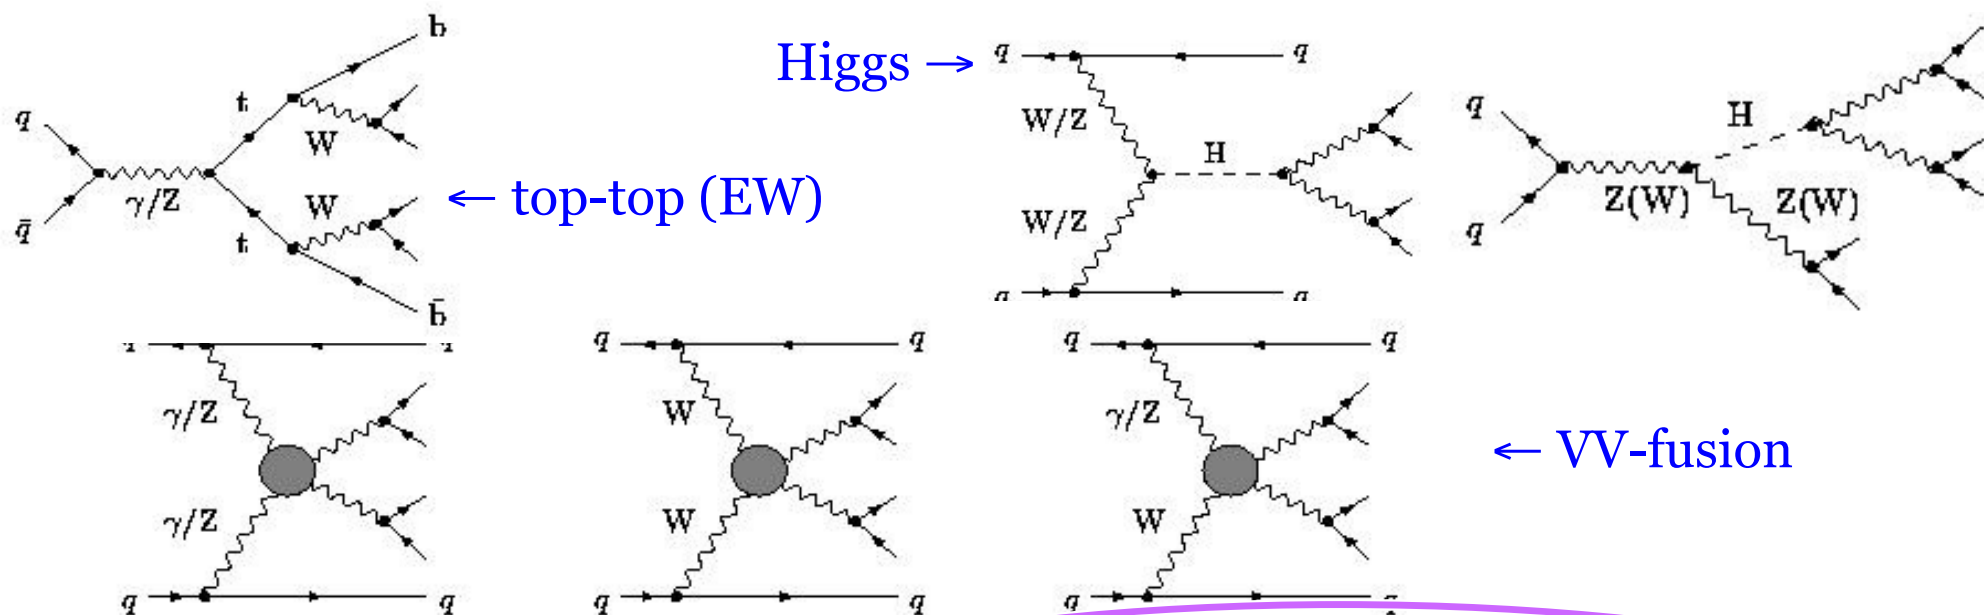 b
Higgs →
q
q
t
W/Z
H
q
W
H
q
γ/Z
← top-top (EW)
W
Z(W)
Z(W)
q̄
t
W/Z
q
b̄
q
q
q
q
γ/Z
W
γ/Z
← VV-fusion
γ/Z
W
W
q
q
q
q
q